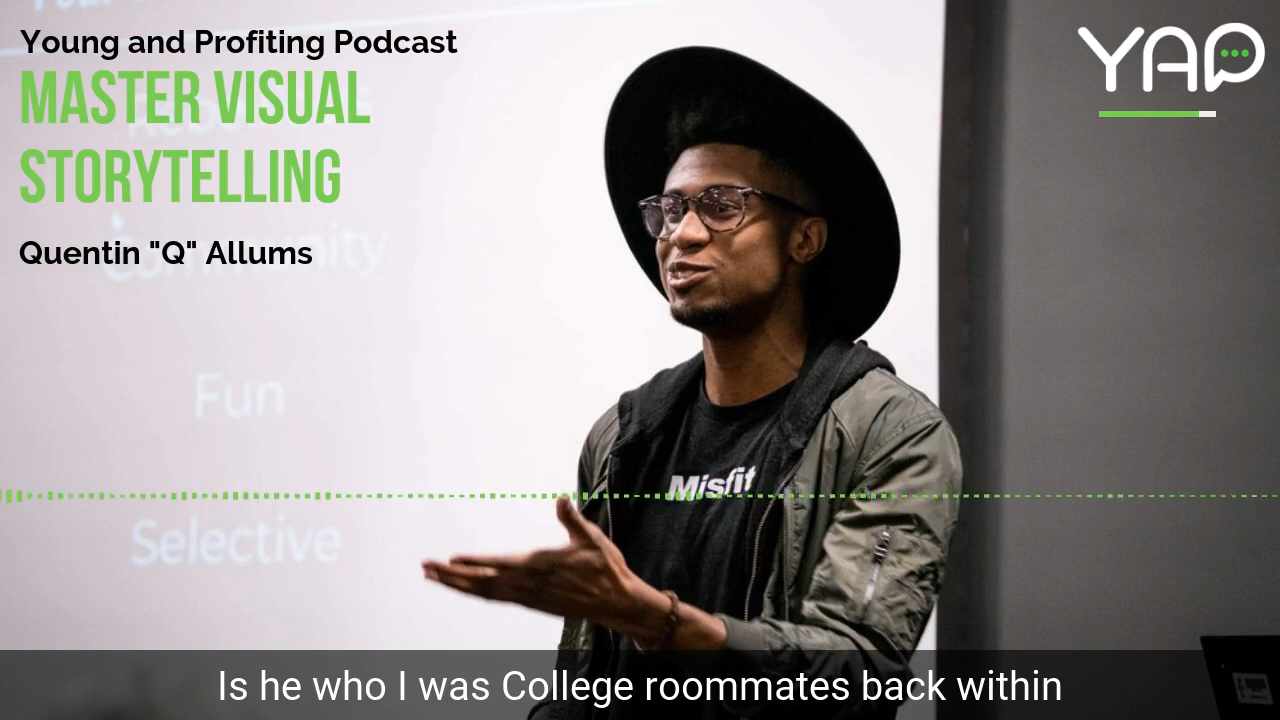 Young and Profiting Podcast
MASTER VISUAL
STORYTELLING
Quentin "Q" Allums
YAP
Fun
Misfit
Selective
Is he who I was College roommates back within